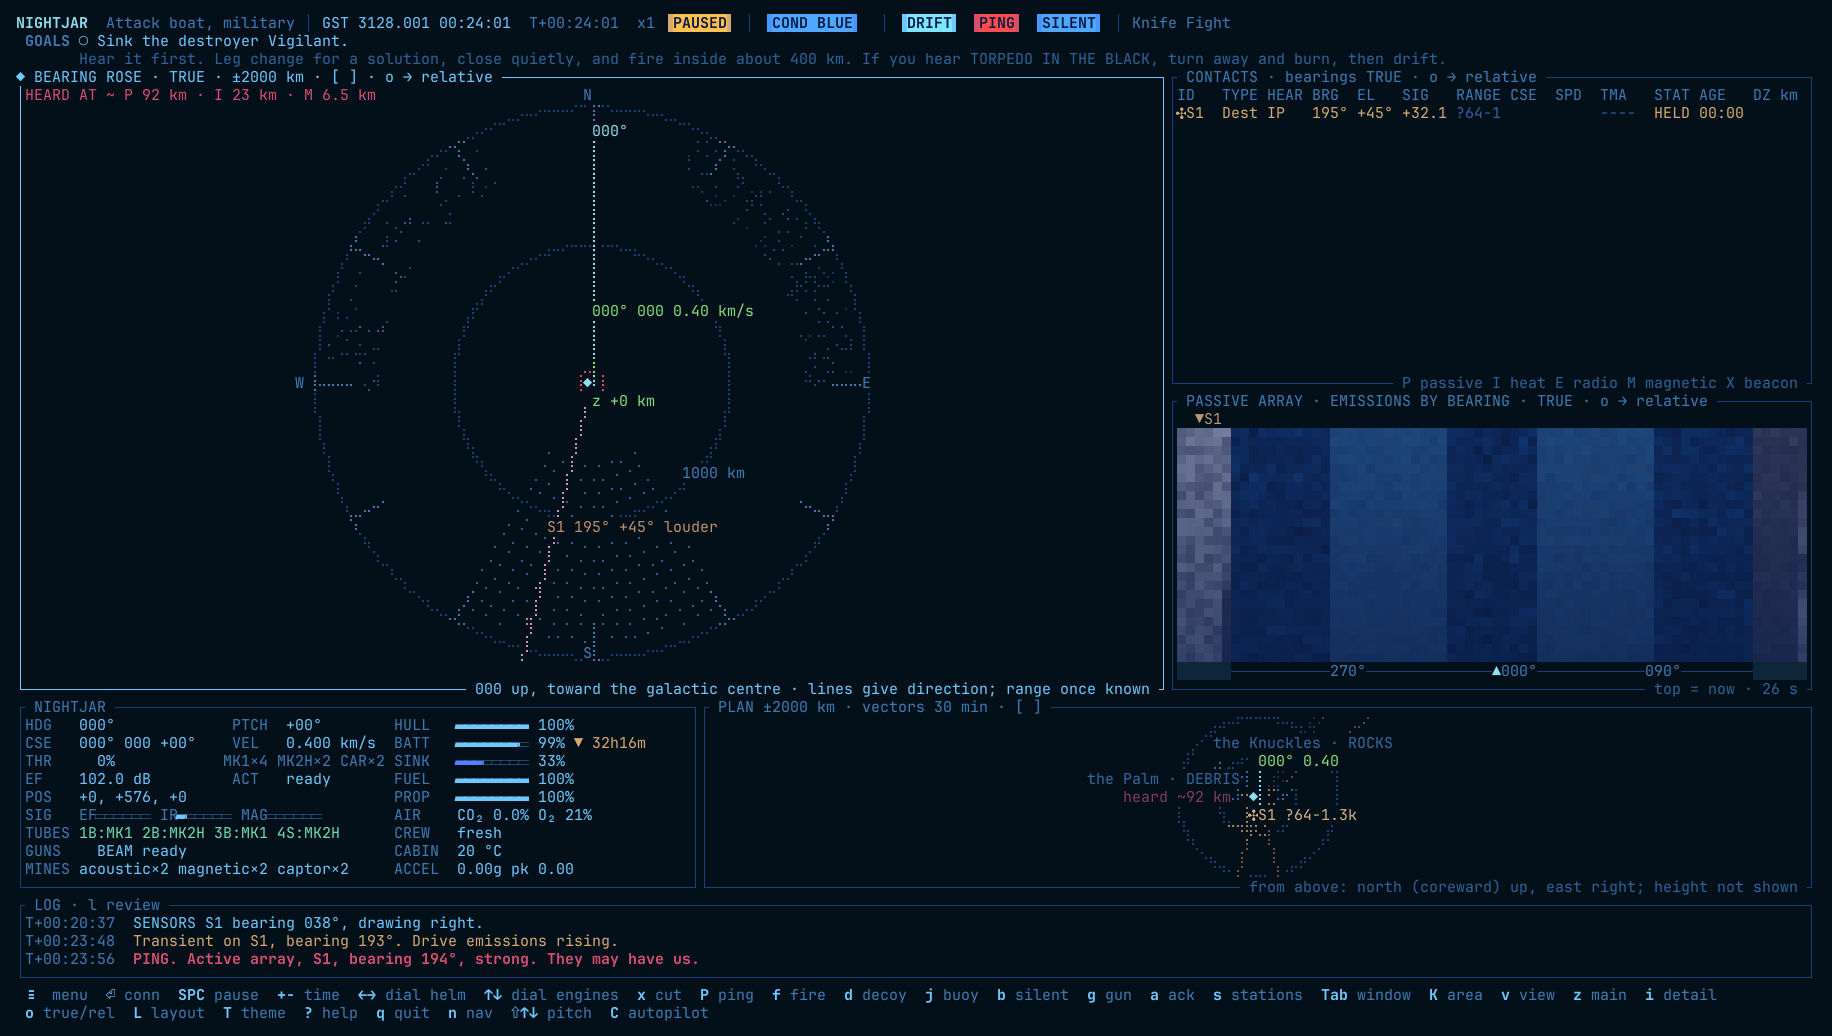 NIGHTJAR Attack boat, military GST 3128.001 00:24:01 T+00:24:01 x1 PAUSED COND BLUE DRIFT PING SILENT Knife Fight
GOALS ○ Sink the destroyer Vigilant.
Hear it first. Leg change for a solution, close quietly, and fire inside about 400 km. If you hear TORPEDO IN THE BLACK, turn away and burn, then drift.
◆ BEARING ROSE · TRUE · ±2000 km · [ ] · o → relative
HEARD AT ~ P 92 km · I 23 km · M 6.5 km
N
000°
000° 000 0.40 km/s
W
E
z +0 km
1000 km
S1 195° +45° louder
S
000 up, toward the galactic centre · lines give direction; range once known
CONTACTS · bearings TRUE · o → relative
ID TYPE HEAR BRG EL SIG RANGE CSE SPD TMA STAT AGE DZ km
✣S1 Dest IP 195° +45° +32.1 ?64-1 ---- HELD 00:00
P passive I heat E radio M magnetic X beacon
PASSIVE ARRAY · EMISSIONS BY BEARING · TRUE · o → relative
▼S1
270° ▲000° 090°
top = now · 26 s
NIGHTJAR
HDG 000° PTCH +00° HULL 100%
CSE 000° 000 +00° VEL 0.400 km/s BATT 99% ▼ 32h16m
THR 0% MK1×4 MK2H×2 CAR×2 SINK 33%
EF 102.0 dB ACT ready FUEL 100%
POS +0, +576, +0 PROP 100%
SIG EF IR MAG AIR CO₂ 0.0% O₂ 21%
TUBES 1B:MK1 2B:MK2H 3B:MK1 4S:MK2H CREW fresh
GUNS BEAM ready CABIN 20 °C
MINES acoustic×2 magnetic×2 captor×2 ACCEL 0.00g pk 0.00
PLAN ±2000 km · vectors 30 min · [ ]
the Knuckles · ROCKS
000° 0.40
the Palm · DEBRIS
heard ~92 km
✣S1 ?64-1.3k
from above: north (coreward) up, east right; height not shown
LOG · l review
T+00:20:37 SENSORS S1 bearing 038°, drawing right.
T+00:23:48 Transient on S1, bearing 193°. Drive emissions rising.
T+00:23:56 PING. Active array, S1, bearing 194°, strong. They may have us.
≡ menu ⏎ conn SPC pause +- time ←→ dial helm ↑↓ dial engines x cut P ping f fire d decoy j buoy b silent g gun a ack s stations Tab window K area v view z main i detail
o true/rel L layout T theme ? help q quit n nav ⇧↑↓ pitch C autopilot